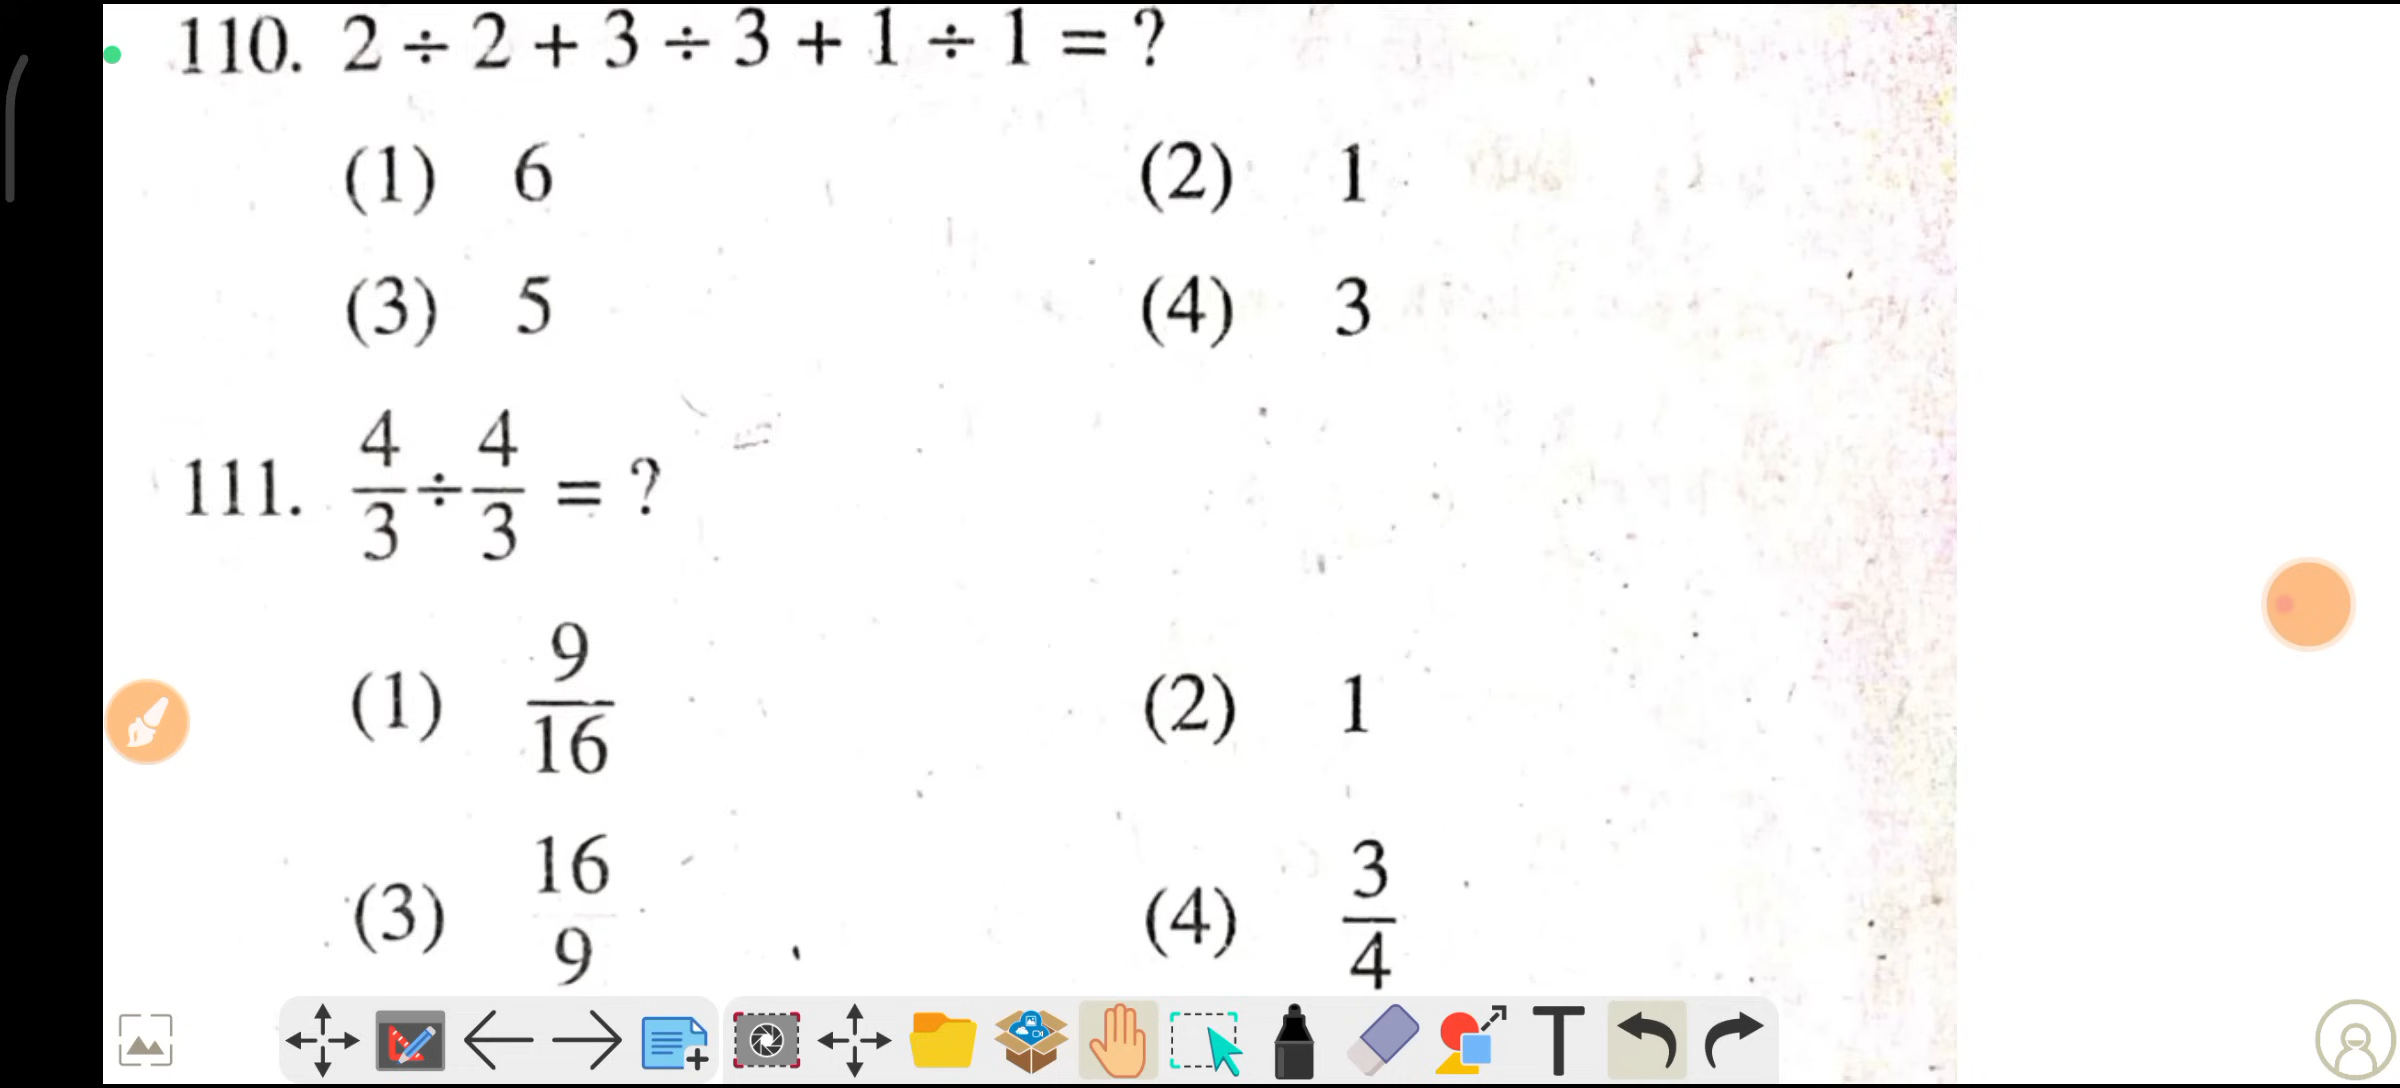 110. 2 ÷ 2 + 3 ÷ 3 + 1 ÷ 1 = ?
(1) 6 (2) 1
(3) 5 (4) 3
111. 4/3 ÷ 4/3 = ?
(1) 9/16 (2) 1
(3) 16/9 (4) 3/4
T